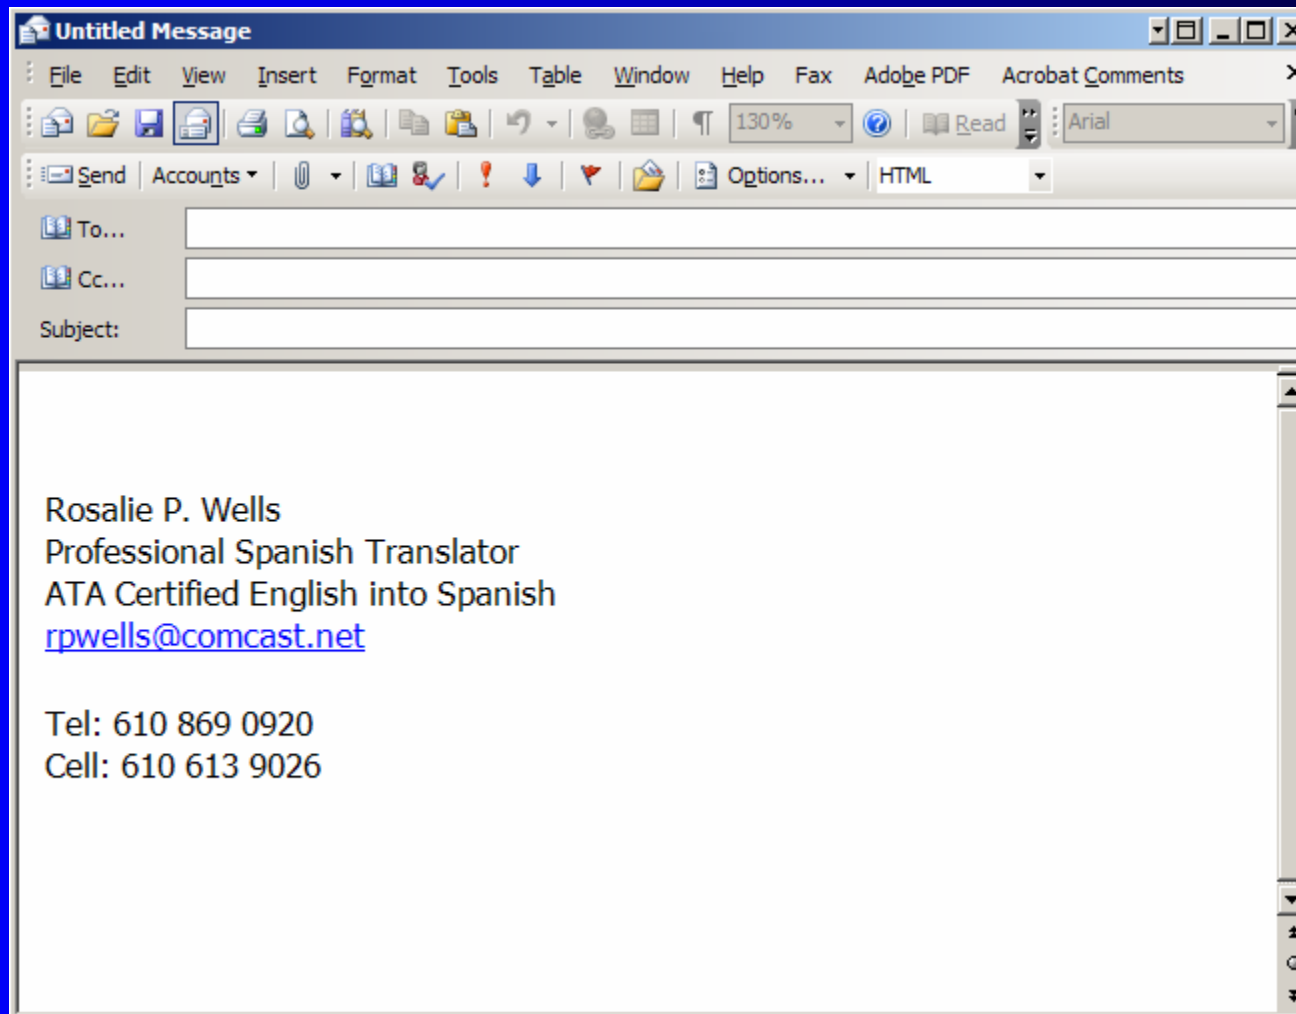 Untitled Message
File Edit View Insert Format Tools Table Window Help Fax Adobe PDF Acrobat Comments
130% Read Arial
Send Accounts Options... HTML
To...
Cc...
Subject:
Rosalie P. Wells
Professional Spanish Translator
ATA Certified English into Spanish
rpwells@comcast.net
Tel: 610 869 0920
Cell: 610 613 9026